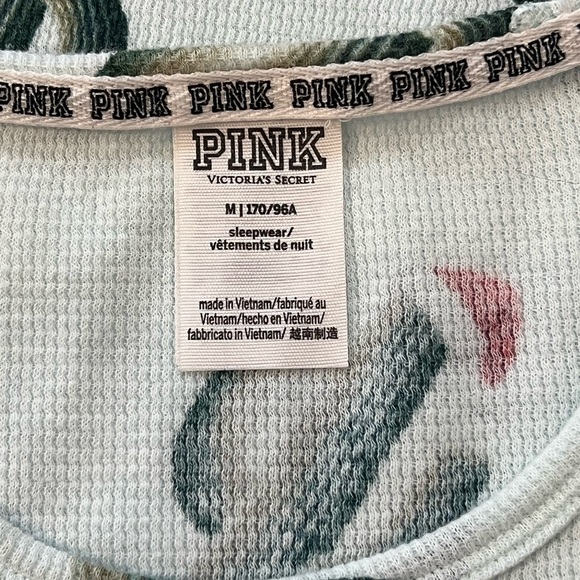 PINK PINK PINK PINK PINK PINK
PINK
VICTORIA'S SECRET
M | 170/96A
sleepwear/
vêtements de nuit
made in Vietnam/fabriqué au
Vietnam/hecho en Vietnam/
fabbricato in Vietnam/ 越南制造